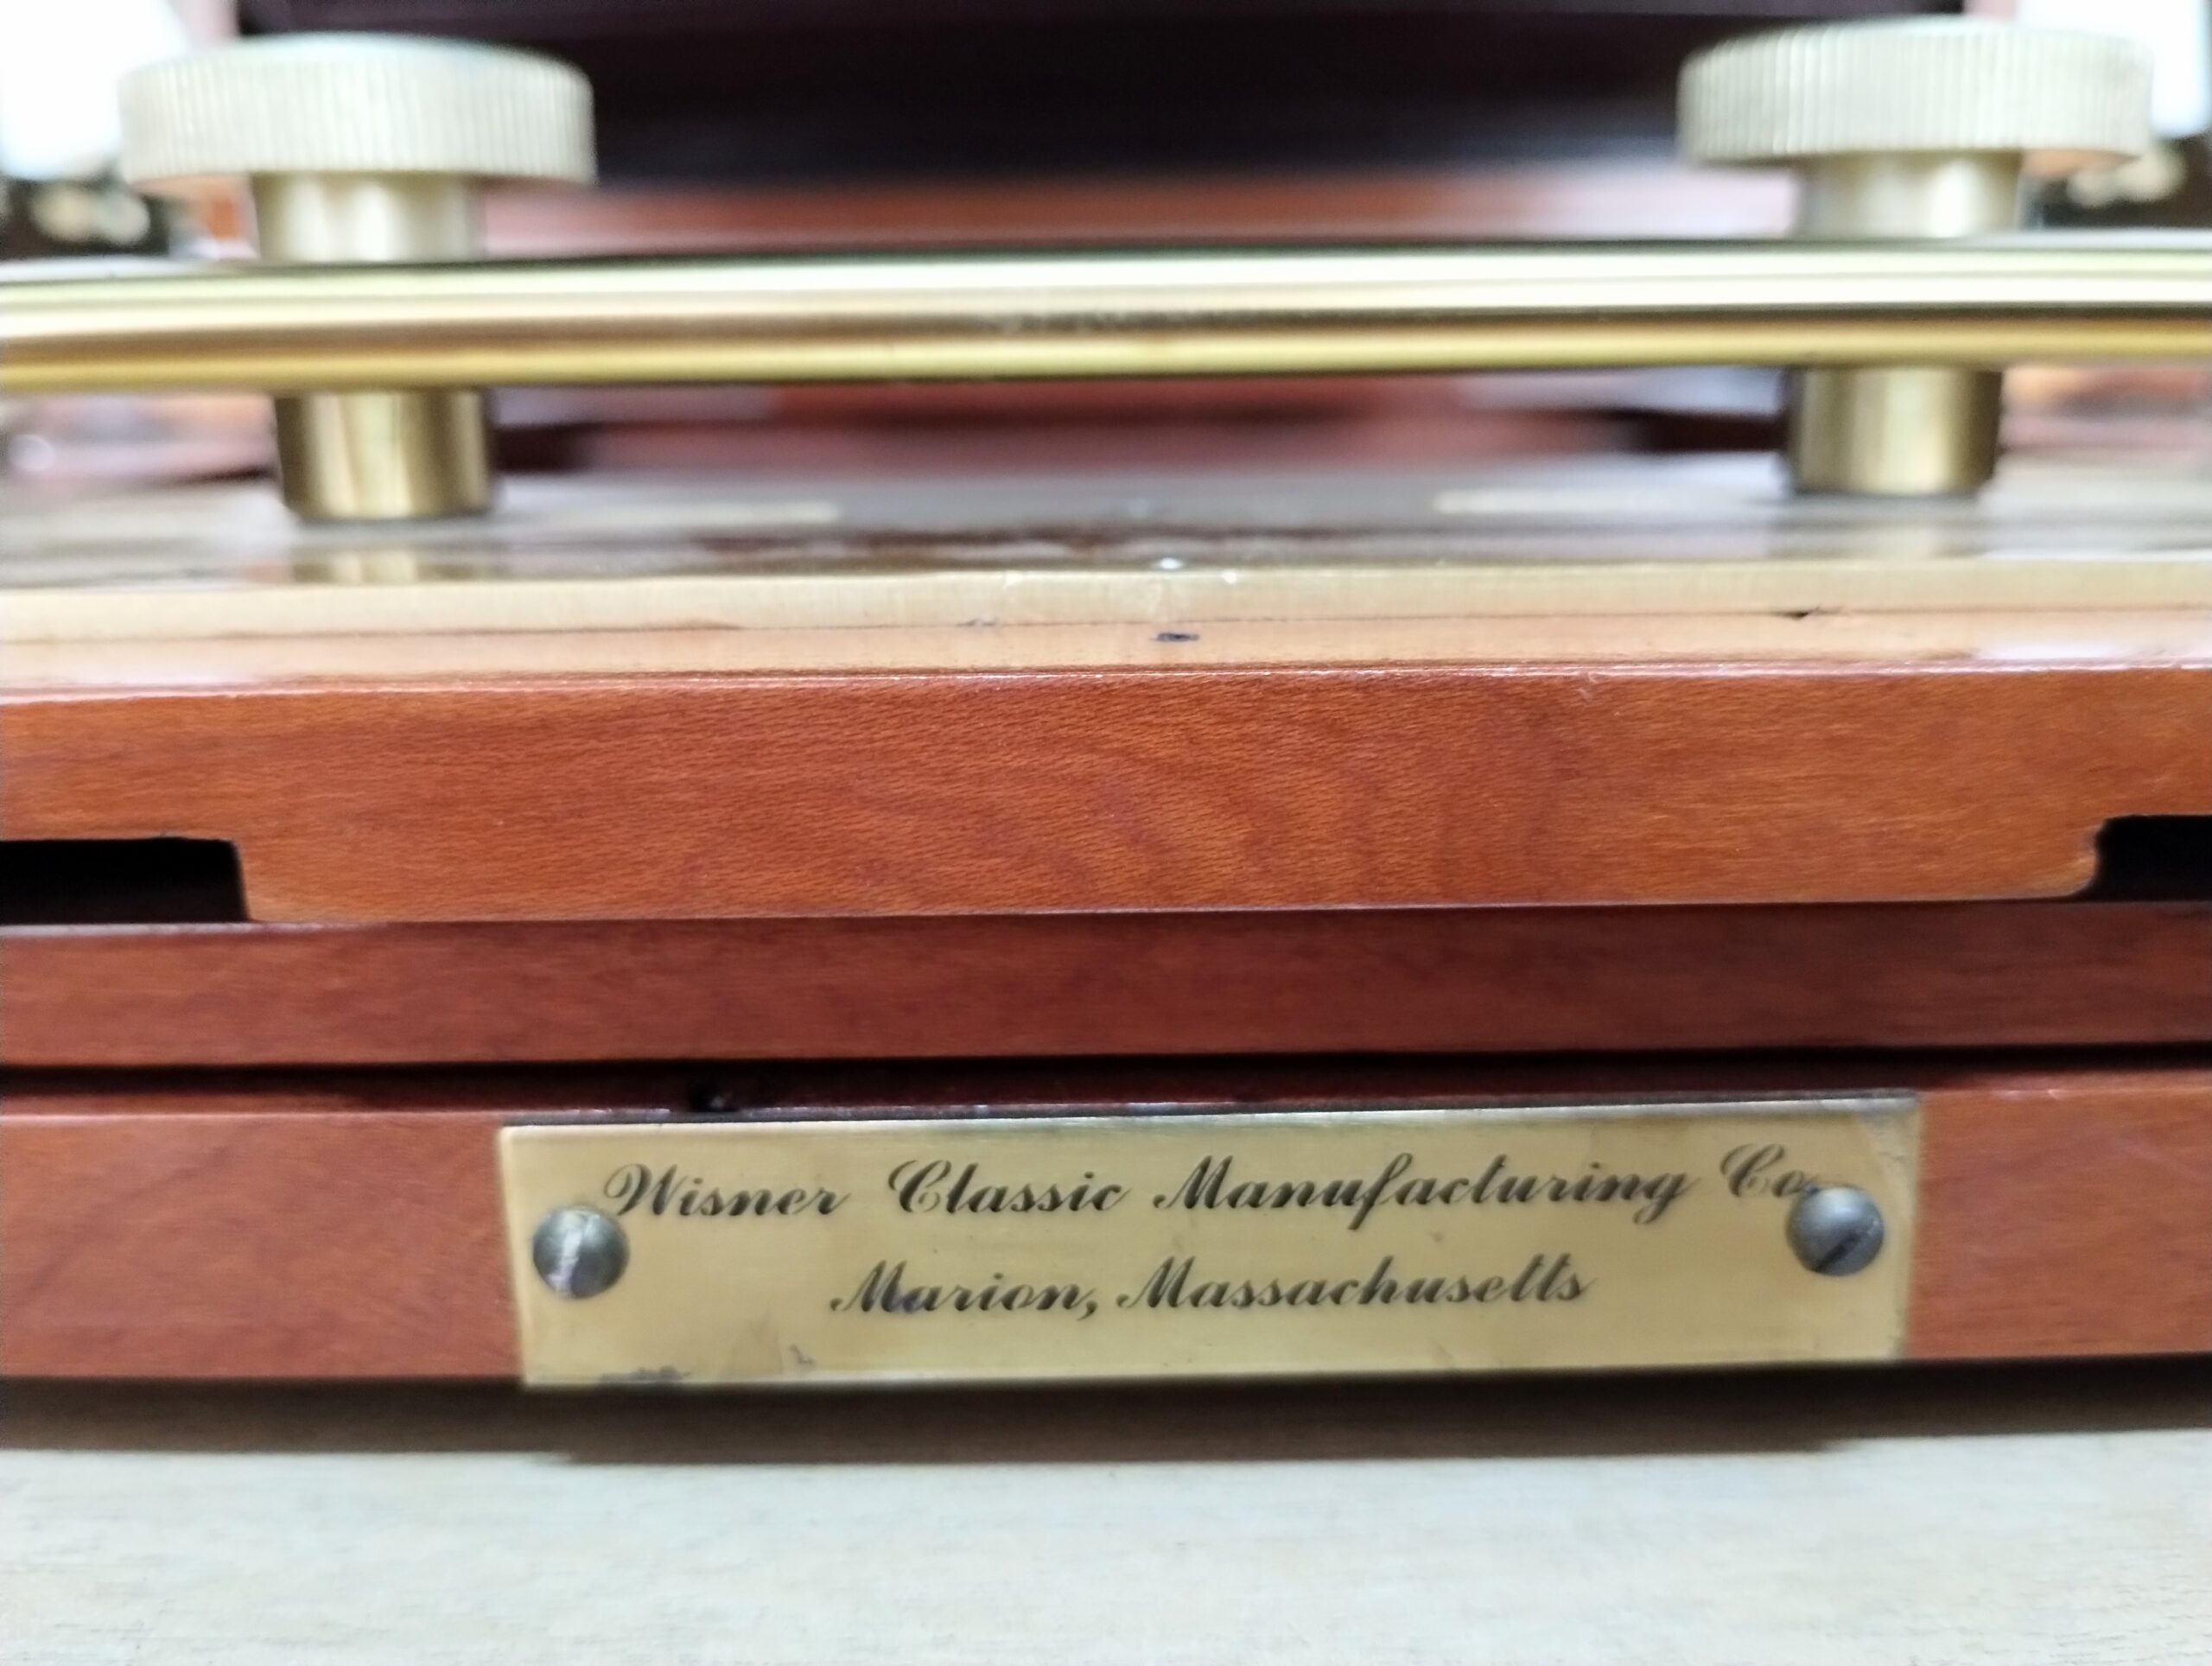 Wisner Classic Manufacturing Co.
Marion, Massachusetts